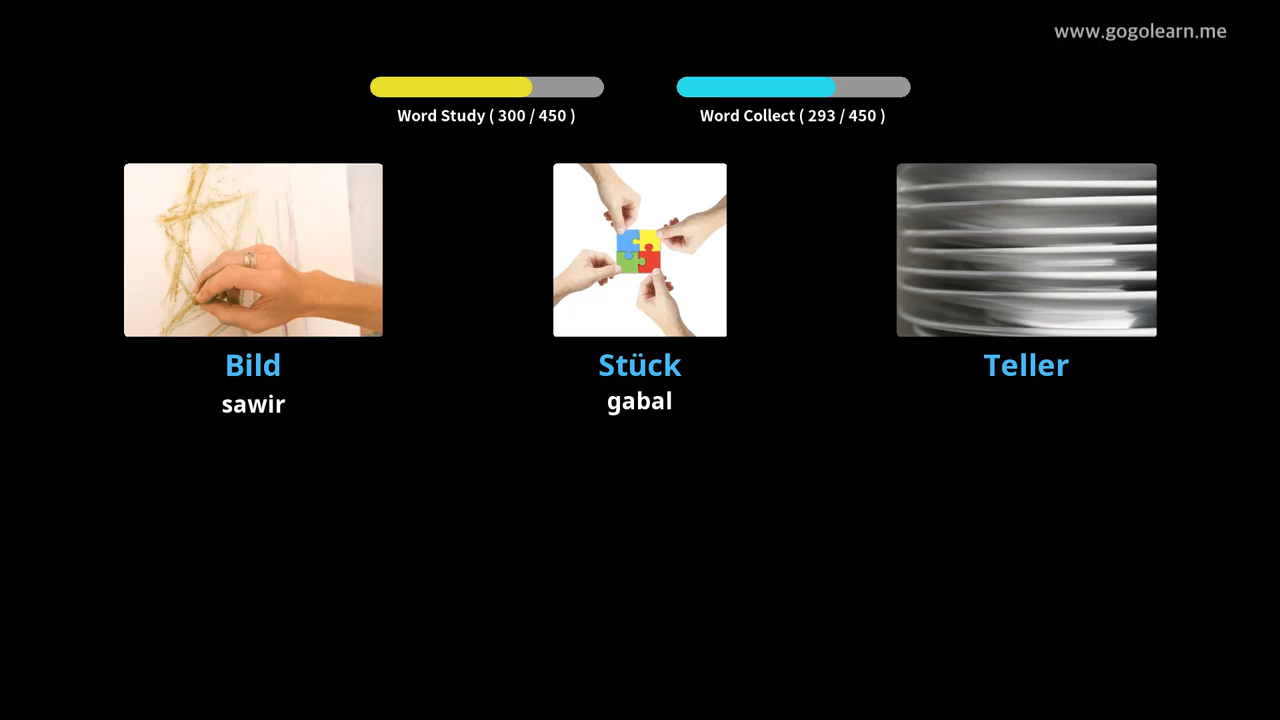 www.gogolearn.me
Word Study ( 300 / 450 )
Word Collect ( 293 / 450 )
Bild
sawir
Stück
gabal
Teller